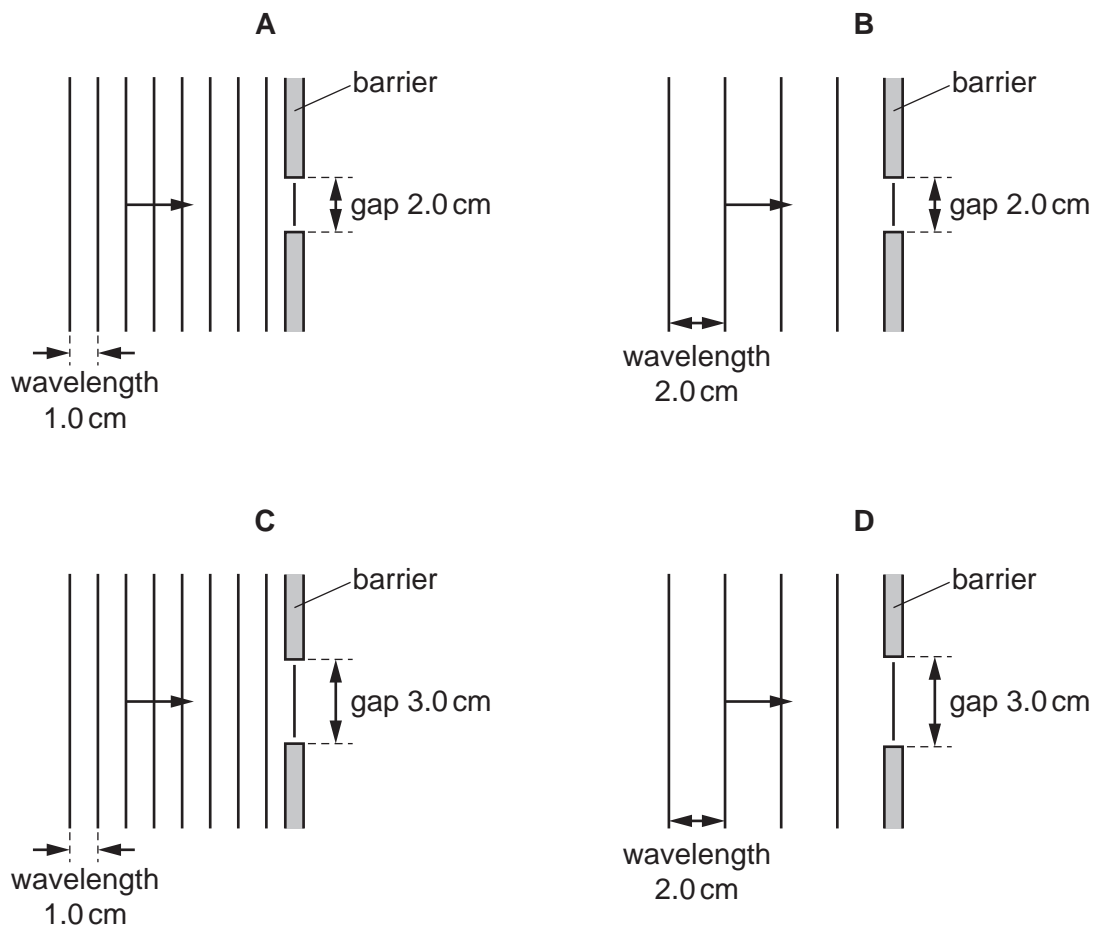 A
barrier
gap 2.0 cm
wavelength
1.0 cm
B
barrier
gap 2.0 cm
wavelength
2.0 cm
C
barrier
gap 3.0 cm
wavelength
1.0 cm
D
barrier
gap 3.0 cm
wavelength
2.0 cm